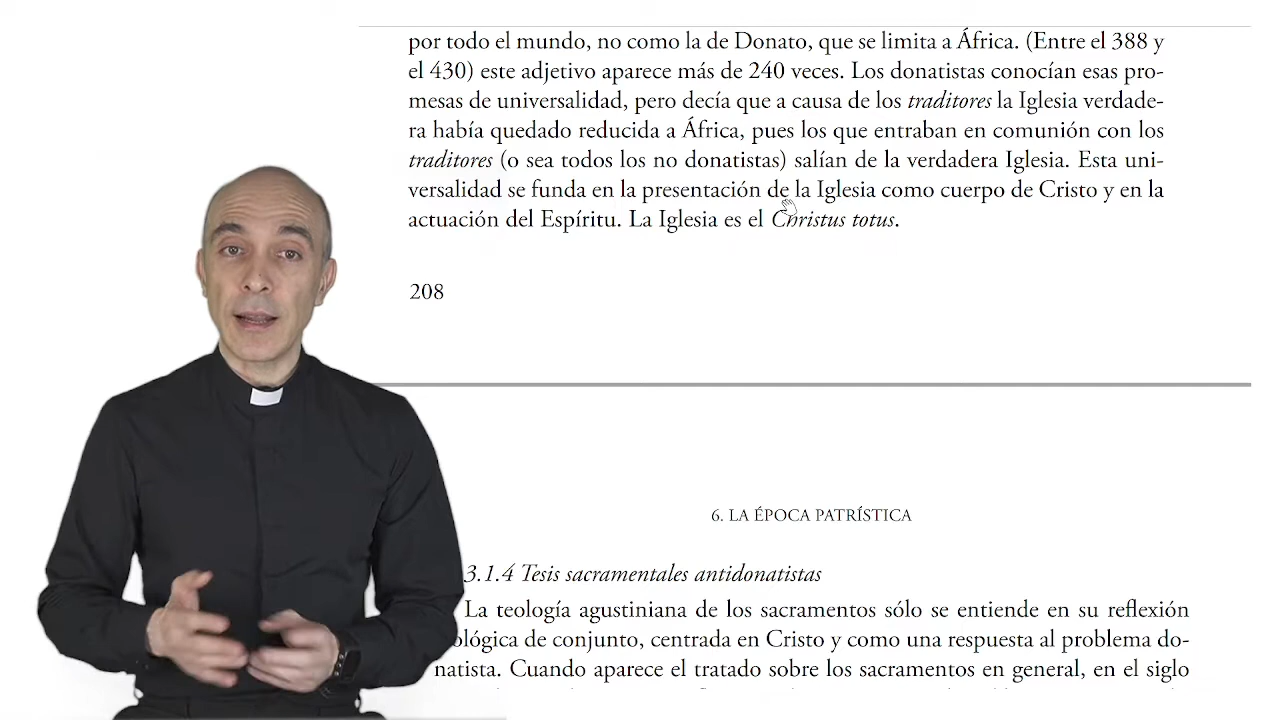 por todo el mundo, no como la de Donato, que se limita a África. (Entre el 388 y
el 430) este adjetivo aparece más de 240 veces. Los donatistas conocían esas pro-
mesas de universalidad, pero decía que a causa de los traditores la Iglesia verdade-
ra había quedado reducida a África, pues los que entraban en comunión con los
traditores (o sea todos los no donatistas) salían de la verdadera Iglesia. Esta uni-
versalidad se funda en la presentación de la Iglesia como cuerpo de Cristo y en la
actuación del Espíritu. La Iglesia es el Christus totus.
208
6. LA ÉPOCA PATRÍSTICA
3.1.4 Tesis sacramentales antidonatistas
La teología agustiniana de los sacramentos sólo se entiende en su reflexión
ológica de conjunto, centrada en Cristo y como una respuesta al problema do-
natista. Cuando aparece el tratado sobre los sacramentos en general, en el siglo